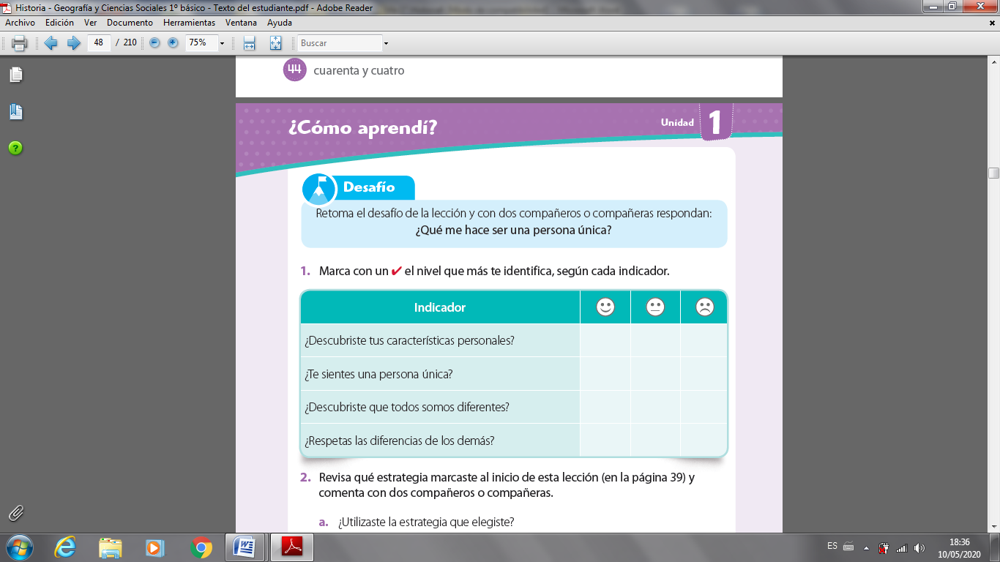 Historia - Geografía y Ciencias Sociales 1º básico - Texto del estudiante.pdf - Adobe Reader
Archivo Edición Ver Documento Herramientas Ventana Ayuda
48 / 210 75% Buscar
44 cuarenta y cuatro
¿Cómo aprendí?
Unidad 1
Desafío
Retoma el desafío de la lección y con dos compañeros o compañeras respondan:
¿Qué me hace ser una persona única?
1. Marca con un ✔ el nivel que más te identifica, según cada indicador.
Indicador
¿Descubriste tus características personales?
¿Te sientes una persona única?
¿Descubriste que todos somos diferentes?
¿Respetas las diferencias de los demás?
2. Revisa qué estrategia marcaste al inicio de esta lección (en la página 39) y
comenta con dos compañeros o compañeras.
a. ¿Utilizaste la estrategia que elegiste?
ES
18:36
10/05/2020